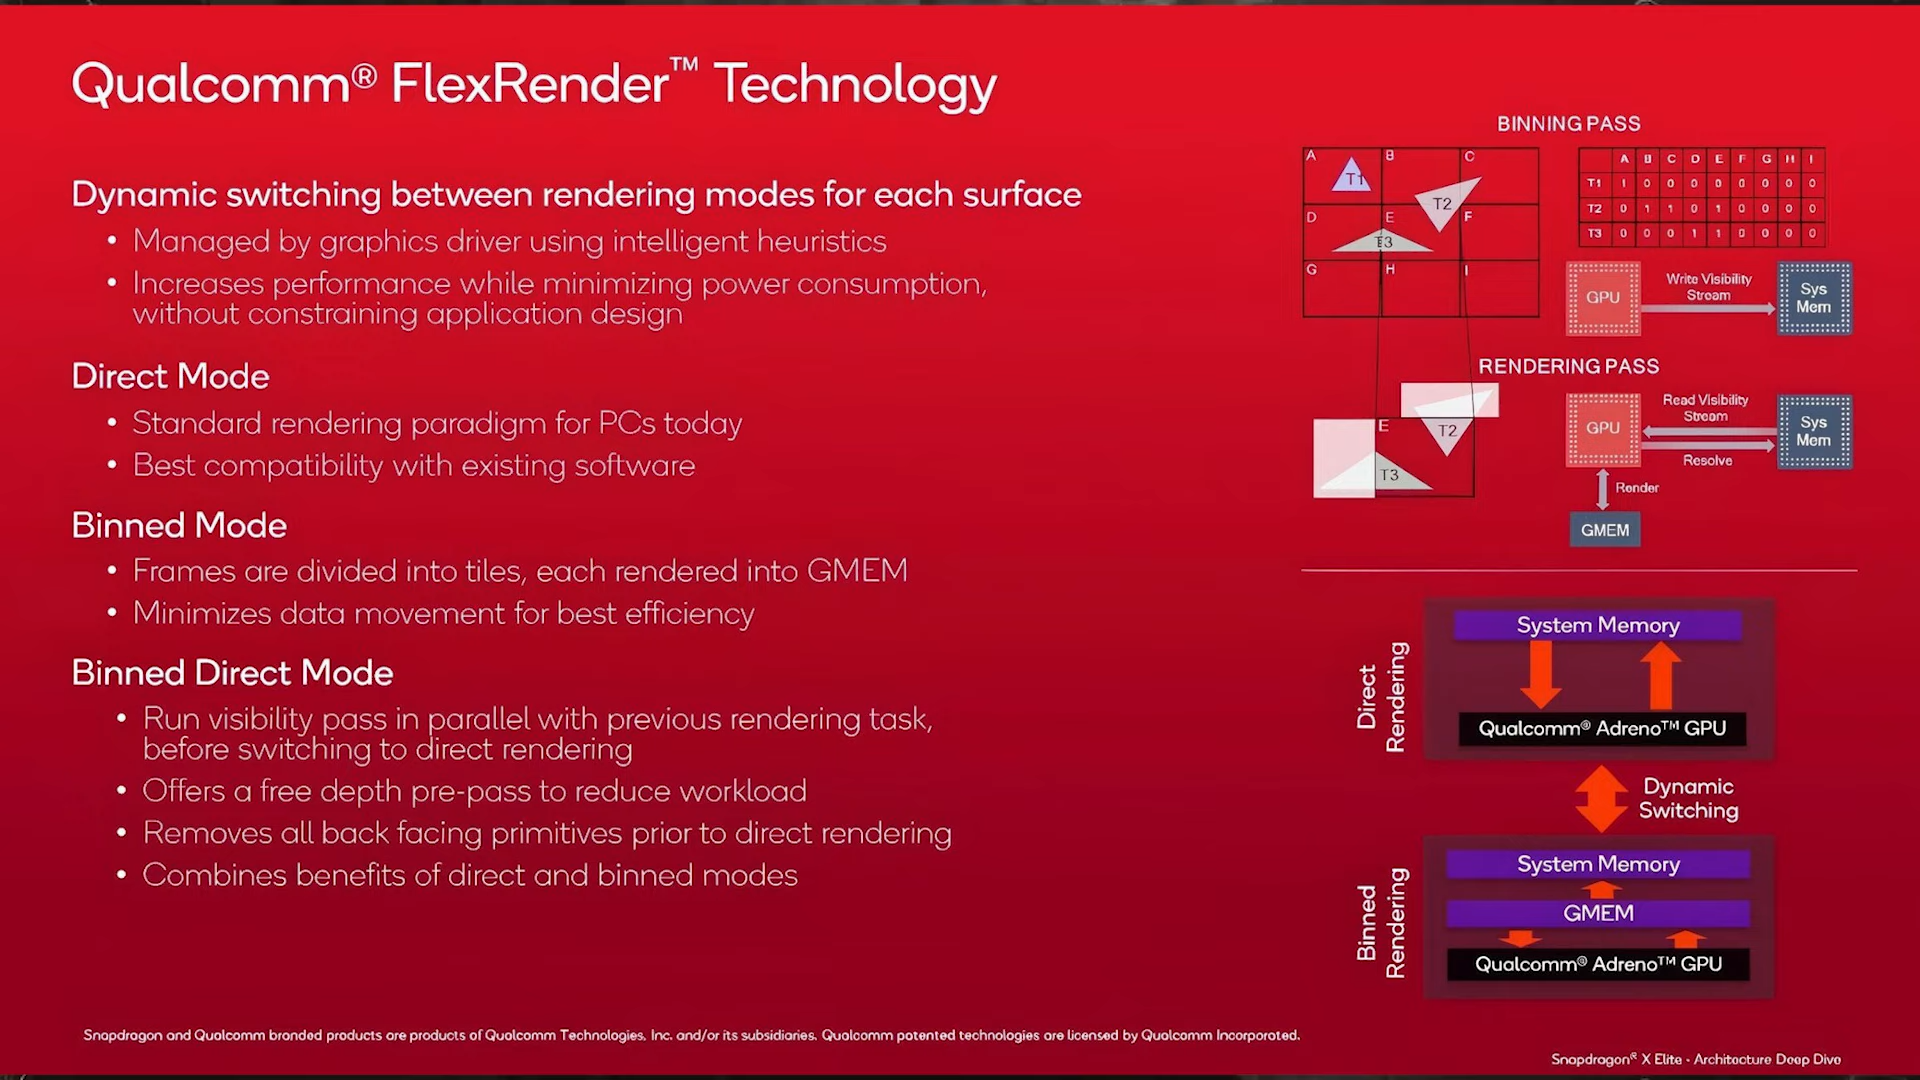 Qualcomm® FlexRender™ Technology
Dynamic switching between rendering modes for each surface
• Managed by graphics driver using intelligent heuristics
• Increases performance while minimizing power consumption,
without constraining application design
Direct Mode
• Standard rendering paradigm for PCs today
• Best compatibility with existing software
Binned Mode
• Frames are divided into tiles, each rendered into GMEM
• Minimizes data movement for best efficiency
Binned Direct Mode
• Run visibility pass in parallel with previous rendering task,
before switching to direct rendering
• Offers a free depth pre-pass to reduce workload
• Removes all back facing primitives prior to direct rendering
• Combines benefits of direct and binned modes
BINNING PASS
A B C
T1
T2
D E F
T3
G H I
A B C D E F G H I
T1 1 0 0 0 0 0 0 0 0
T2 0 1 1 0 1 0 0 0 0
T3 0 0 0 1 1 0 0 0 0
GPU
Write Visibility
Stream
Sys
Mem
RENDERING PASS
E
T2
T3
GPU
Read Visibility
Stream
Resolve
Sys
Mem
Render
GMEM
Direct
Rendering
System Memory
Qualcomm® Adreno™ GPU
Dynamic
Switching
Binned
Rendering
System Memory
GMEM
Qualcomm® Adreno™ GPU
Snapdragon and Qualcomm branded products are products of Qualcomm Technologies, Inc. and/or its subsidiaries. Qualcomm patented technologies are licensed by Qualcomm Incorporated.
Snapdragon® X Elite - Architecture Deep Dive